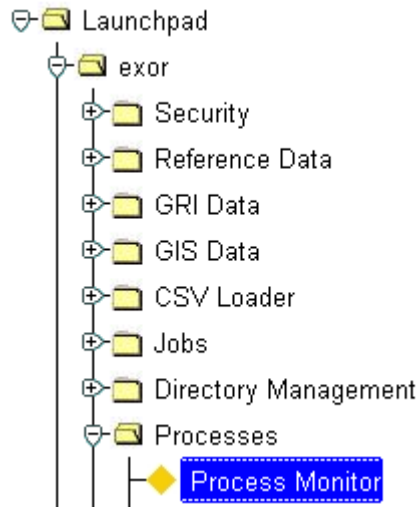 Launchpad
exor
Security
Reference Data
GRI Data
GIS Data
CSV Loader
Jobs
Directory Management
Processes
Process Monitor